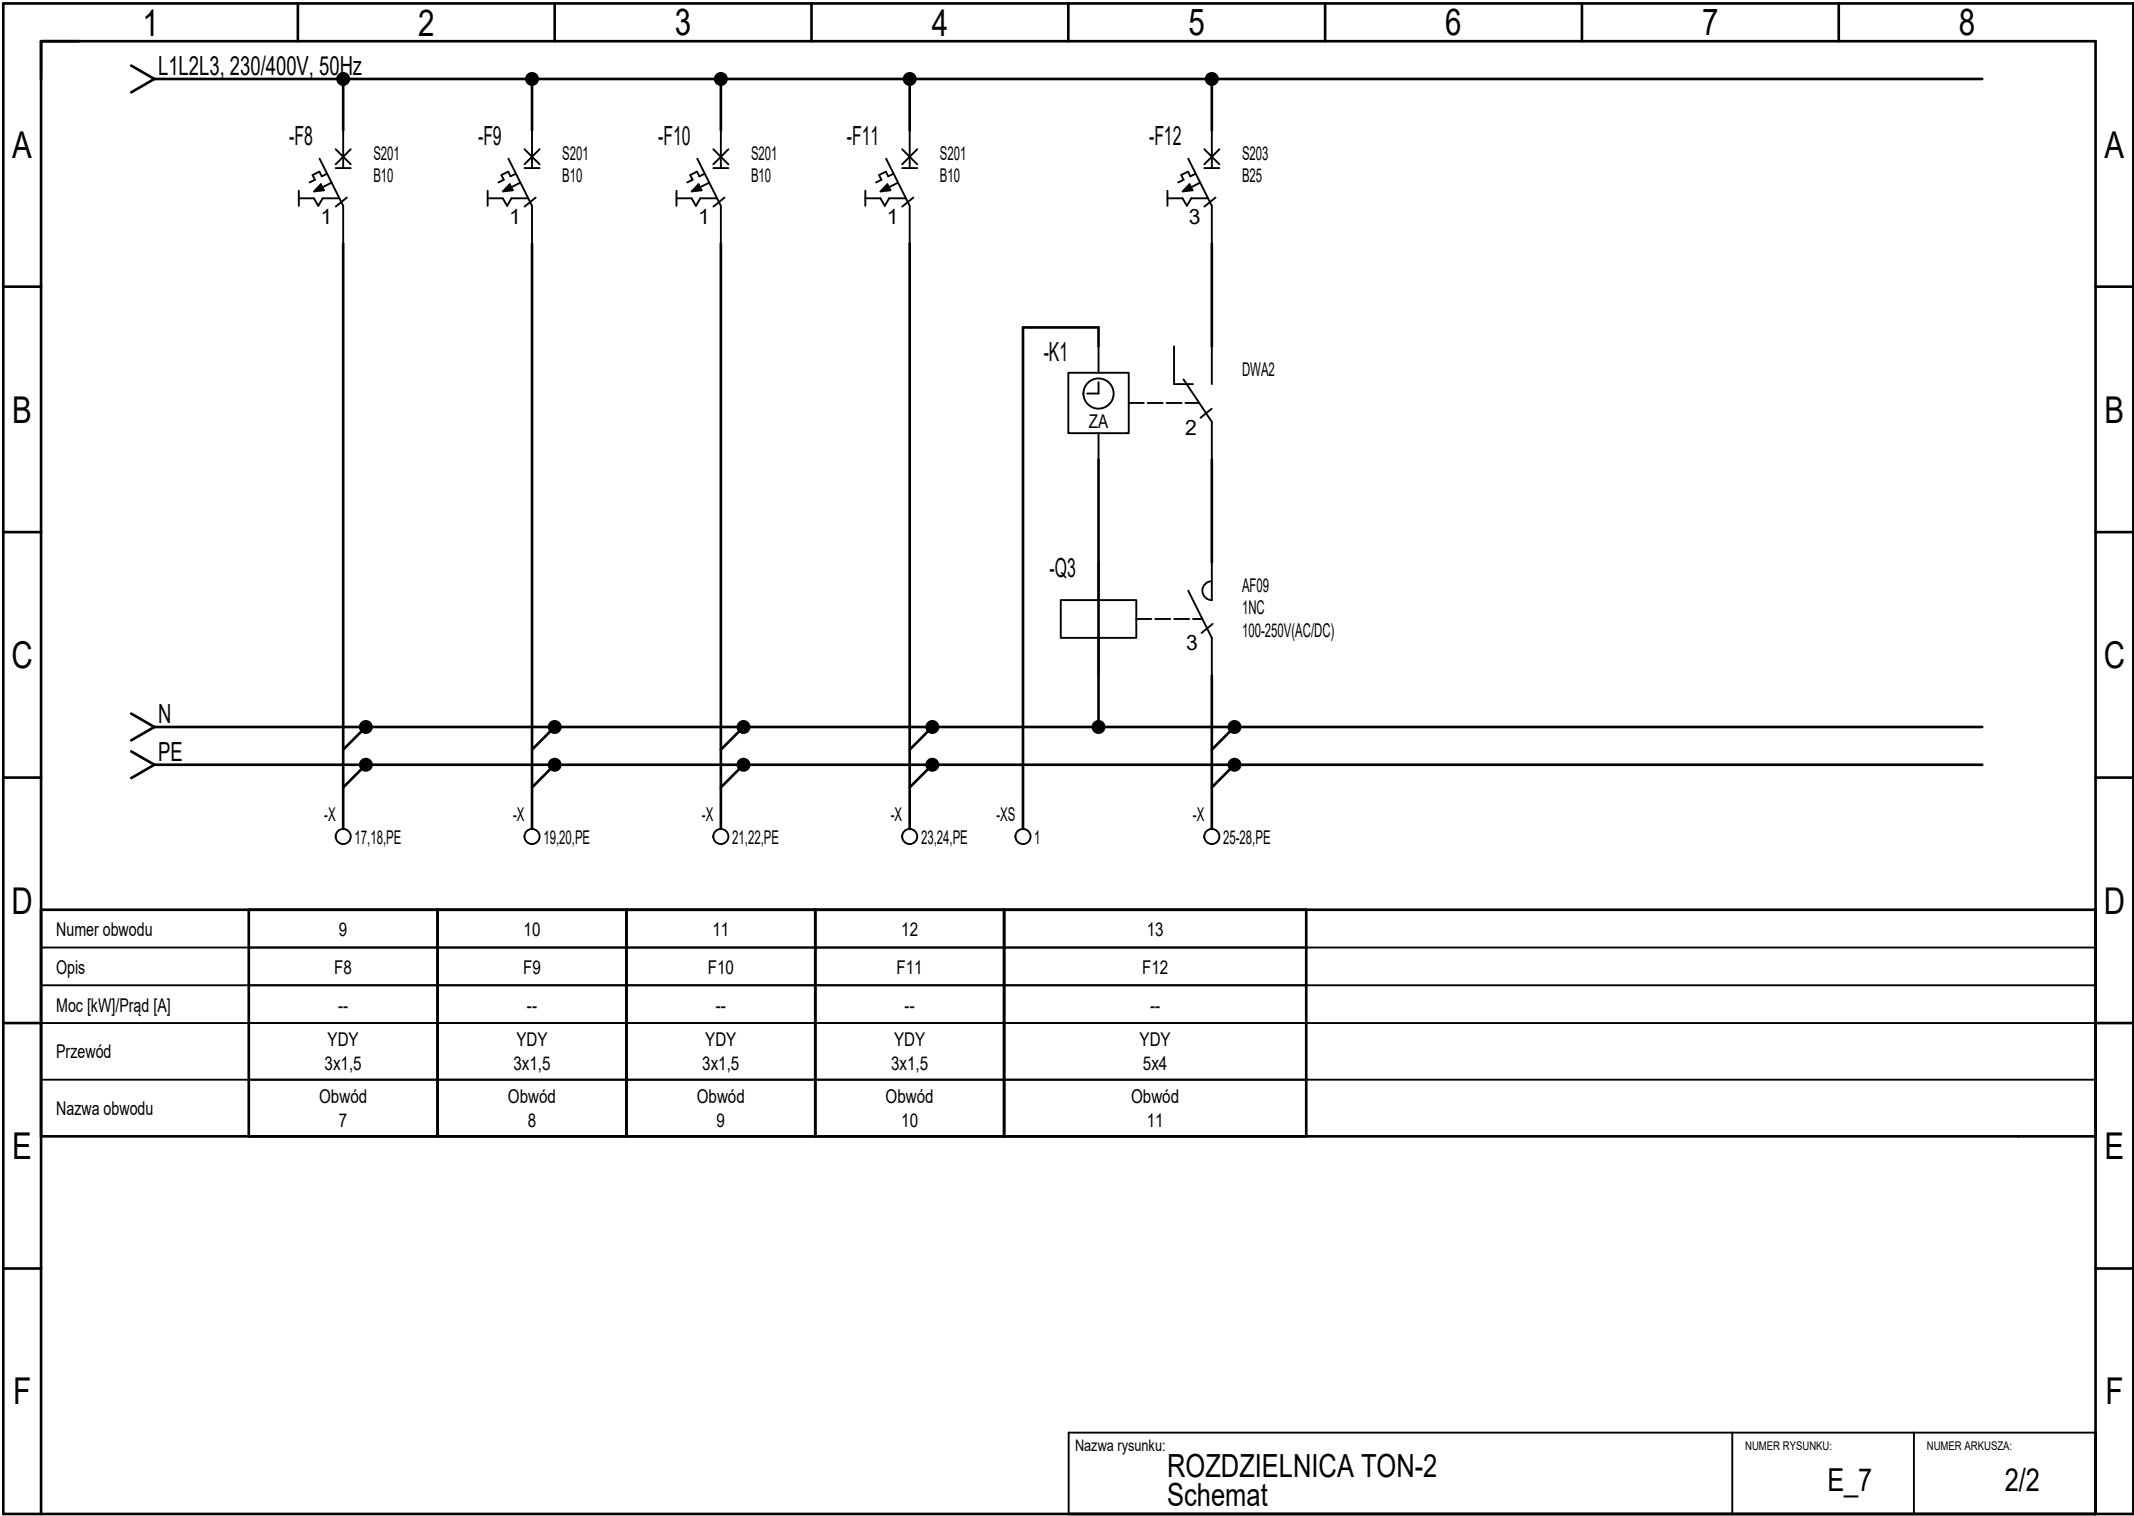 1 2 3 4 5 6 7 8
L1L2L3, 230/400V, 50Hz
A A
-F8 S201
B10
1
-F9 S201
B10
1
-F10 S201
B10
1
-F11 S201
B10
1
-F12 S203
B25
3
B B
-K1
ZA
DWA2
2
C C
-Q3
AF09
1NC
100-250V(AC/DC)
3
N
PE
-X 17,18,PE
-X 19,20,PE
-X 21,22,PE
-X 23,24,PE
-XS 1
-X 25-28,PE
D D
Numer obwodu 9 10 11 12 13
Opis F8 F9 F10 F11 F12
Moc [kW]/Prąd [A] -- -- -- -- --
Przewód
YDY YDY YDY YDY YDY
3x1,5 3x1,5 3x1,5 3x1,5 5x4
Nazwa obwodu
Obwód Obwód Obwód Obwód Obwód
7 8 9 10 11
E E
F F
Nazwa rysunku:
ROZDZIELNICA TON-2
Schemat
NUMER RYSUNKU:
E_7
NUMER ARKUSZA:
2/2